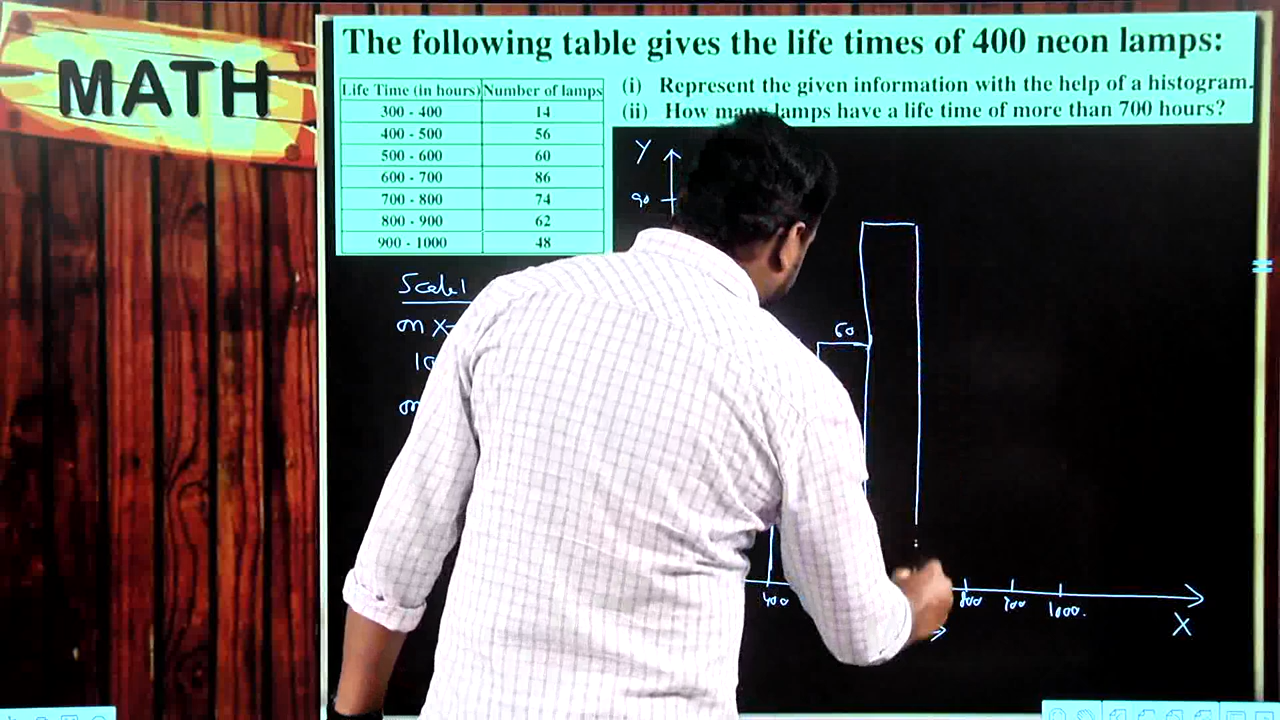 MATH
The following table gives the life times of 400 neon lamps:
Life Time (in hours) Number of lamps
300 - 400 14
400 - 500 56
500 - 600 60
600 - 700 86
700 - 800 74
800 - 900 62
900 - 1000 48
(i) Represent the given information with the help of a histogram.
(ii) How many lamps have a life time of more than 700 hours?
Y
90
60
on X-
400 800 1000.
X